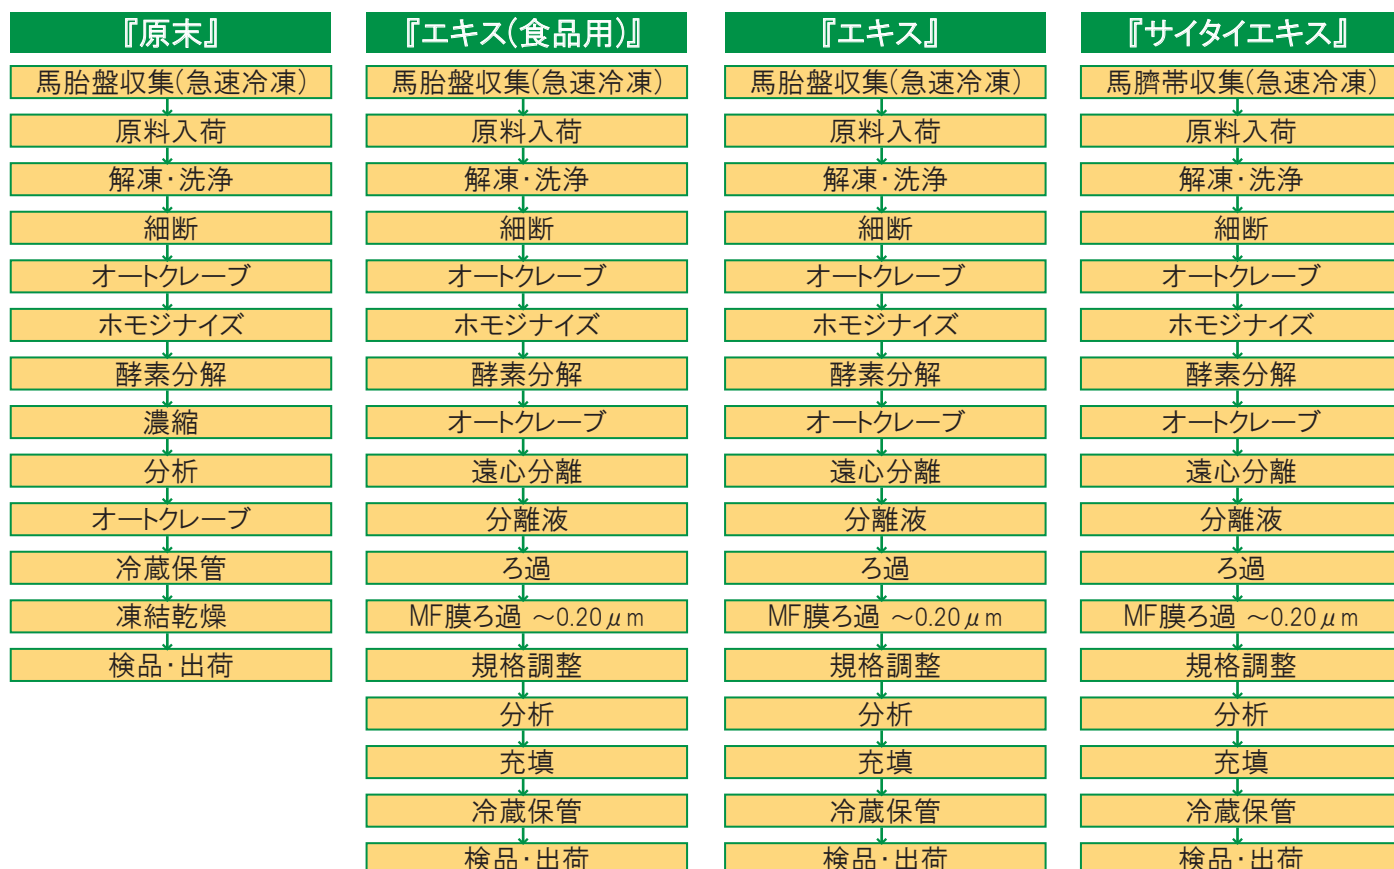 『原末』
馬胎盤収集(急速冷凍)
原料入荷
解凍・洗浄
細断
オートクレーブ
ホモジナイズ
酵素分解
濃縮
分析
オートクレーブ
冷蔵保管
凍結乾燥
検品・出荷
『エキス(食品用)』
馬胎盤収集(急速冷凍)
原料入荷
解凍・洗浄
細断
オートクレーブ
ホモジナイズ
酵素分解
オートクレーブ
遠心分離
分離液
ろ過
MF膜ろ過 ～0.20μm
規格調整
分析
充填
冷蔵保管
検品・出荷
『エキス』
馬胎盤収集(急速冷凍)
原料入荷
解凍・洗浄
細断
オートクレーブ
ホモジナイズ
酵素分解
オートクレーブ
遠心分離
分離液
ろ過
MF膜ろ過 ～0.20μm
規格調整
分析
充填
冷蔵保管
検品・出荷
『サイタイエキス』
馬臍帯収集(急速冷凍)
原料入荷
解凍・洗浄
細断
オートクレーブ
ホモジナイズ
酵素分解
オートクレーブ
遠心分離
分離液
ろ過
MF膜ろ過 ～0.20μm
規格調整
分析
充填
冷蔵保管
検品・出荷